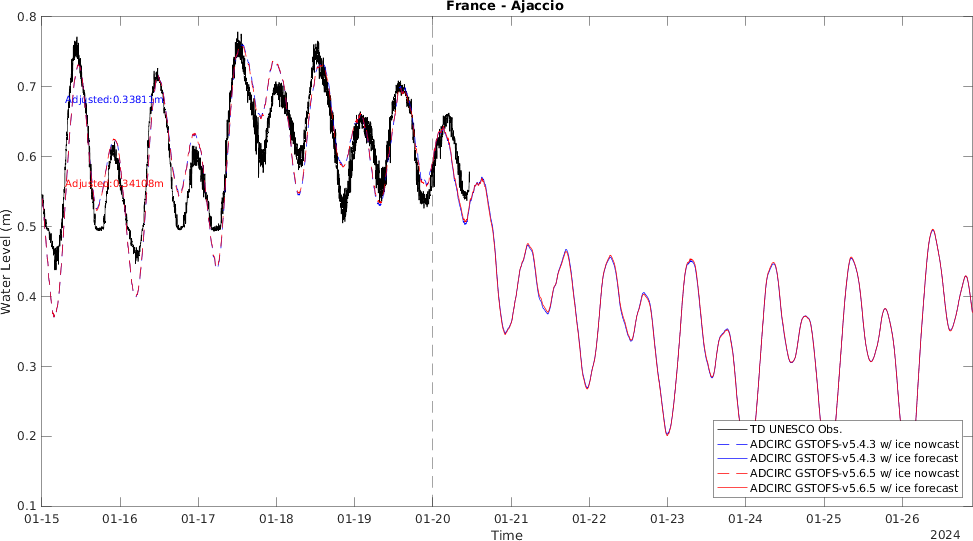 France - Ajaccio
0.8
0.7
0.6
0.5
0.4
0.3
0.2
0.1
Water Level (m)
Adjusted:0.33811m
Adjusted:0.34108m
TD UNESCO Obs.
ADCIRC GSTOFS-v5.4.3 w/ ice nowcast
ADCIRC GSTOFS-v5.4.3 w/ ice forecast
ADCIRC GSTOFS-v5.6.5 w/ ice nowcast
ADCIRC GSTOFS-v5.6.5 w/ ice forecast
01-15 01-16 01-17 01-18 01-19 01-20 01-21 01-22 01-23 01-24 01-25 01-26
Time
2024